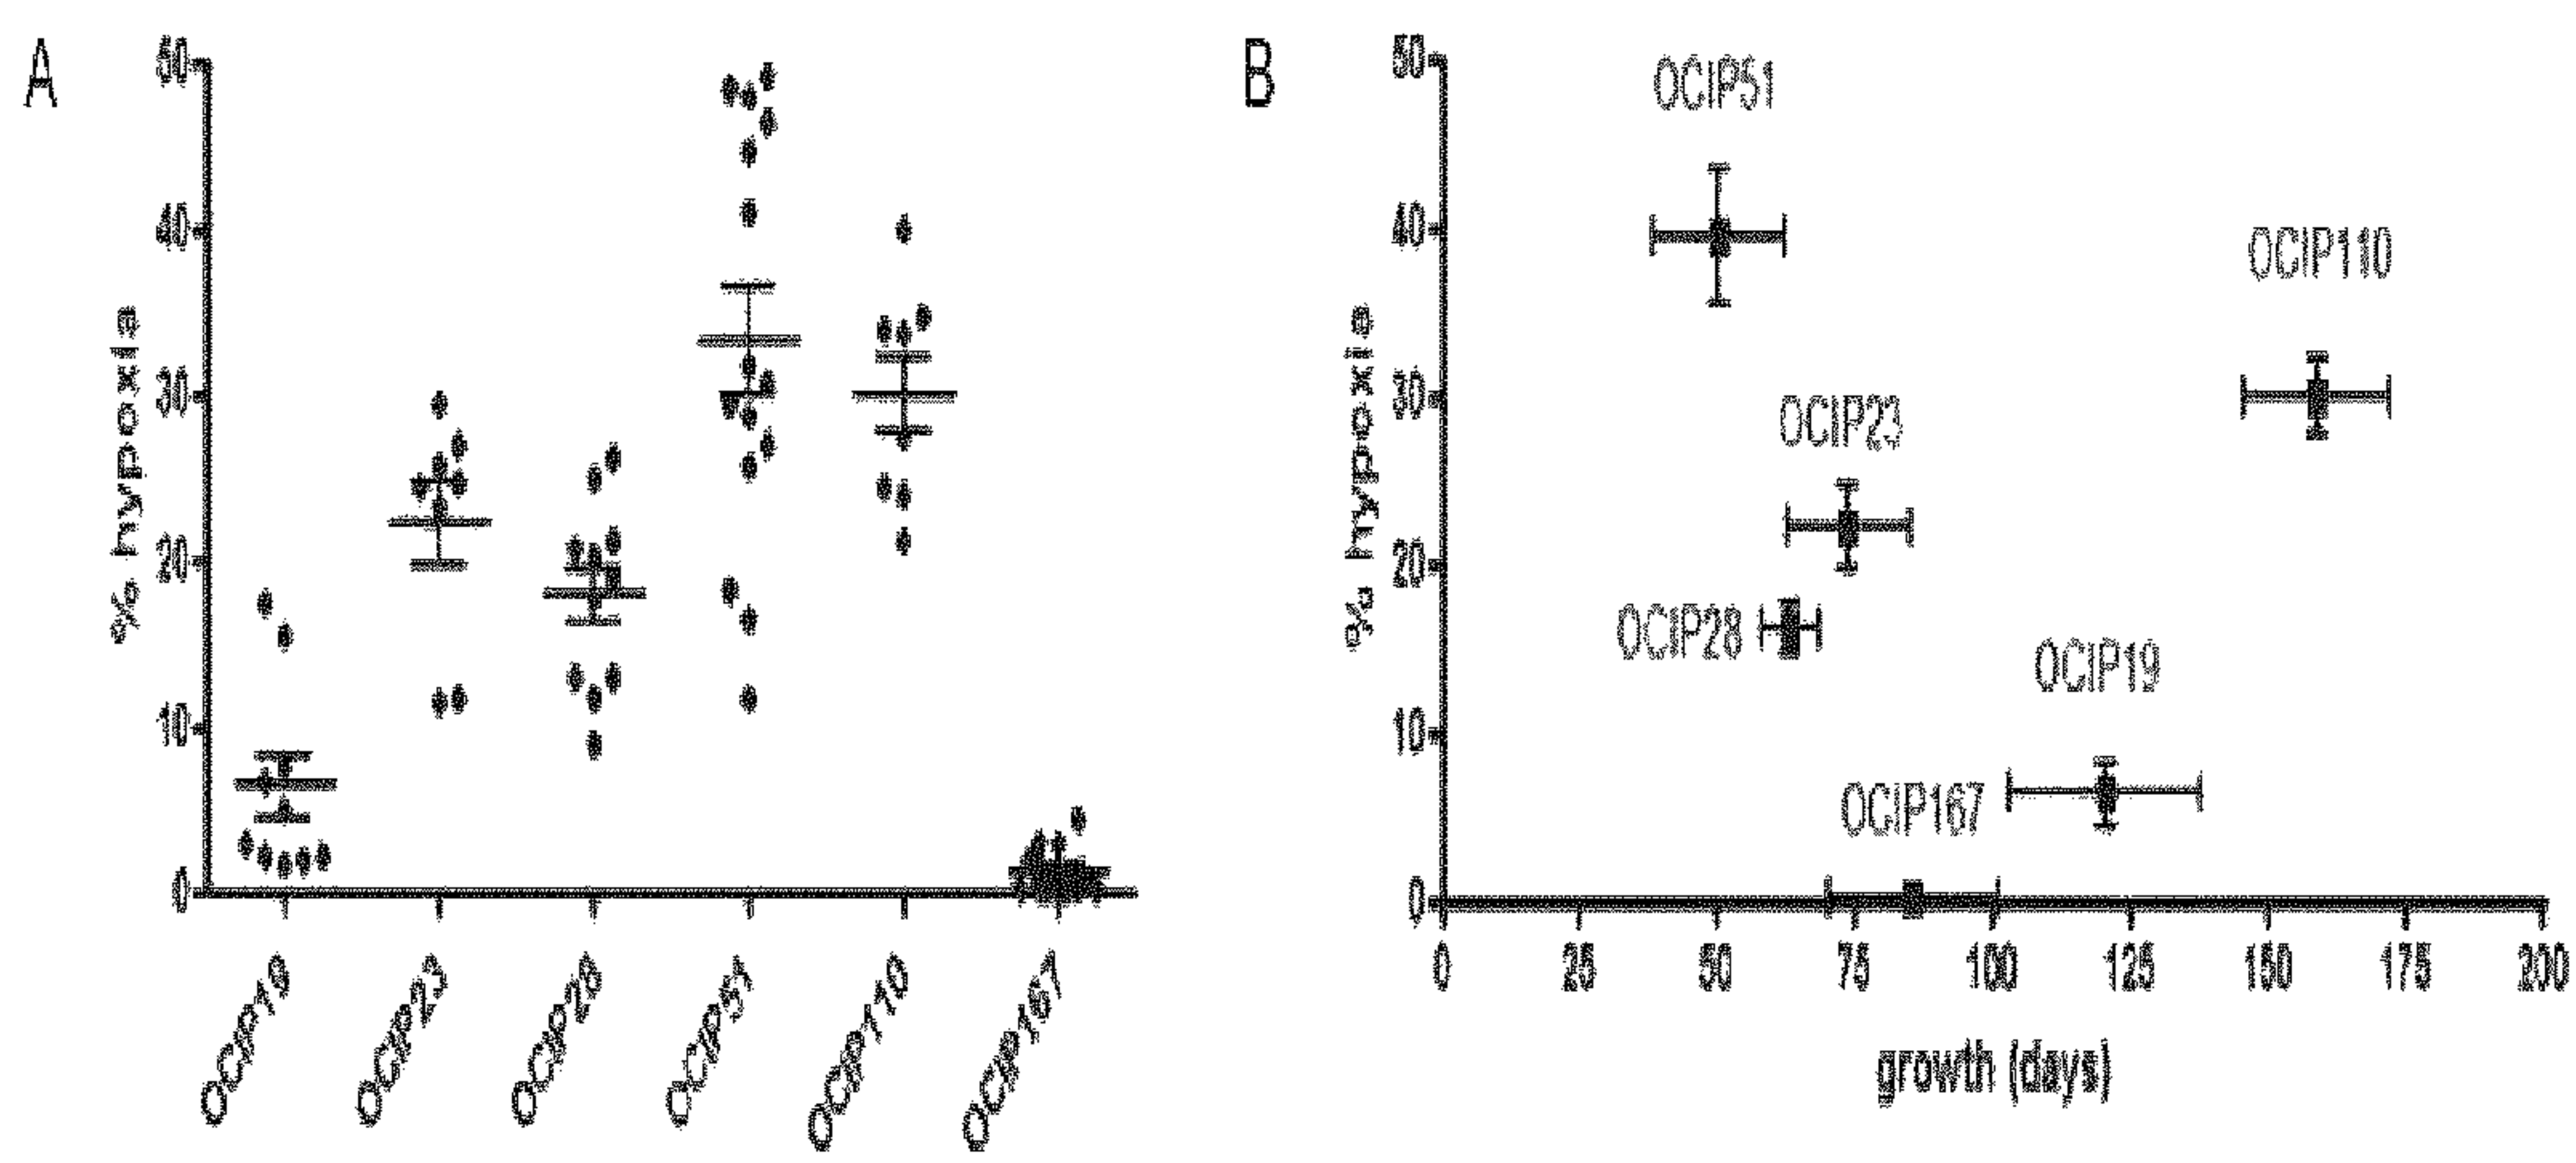 A
50
40
30
20
10
0
% hypoxia
OCIP19
OCIP23
OCIP28
OCIP51
OCIP110
OCIP167
B
50
40
30
20
10
0
% hypoxia
OCIP51
OCIP110
OCIP23
OCIP28
OCIP19
OCIP167
0 25 50 75 100 125 150 175 200
growth (days)